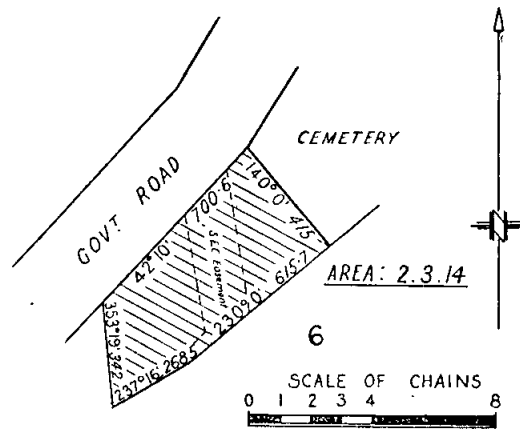 CEMETERY
GOVT ROAD
42°10' 700·6
140°0' 415·
S.E.C Easement
353°19' 342
237°16' 268·5
230°0' 615·7
AREA: 2.3.14
6
SCALE OF CHAINS
0 1 2 3 4 8